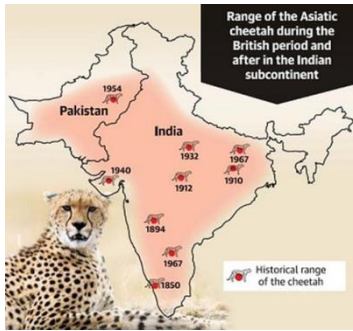 Range of the Asiatic
cheetah during the
British period and
after in the Indian
subcontinent
1954
Pakistan
India
1932
1967
1940
1912
1910
1894
1967
1850
Historical range
of the cheetah